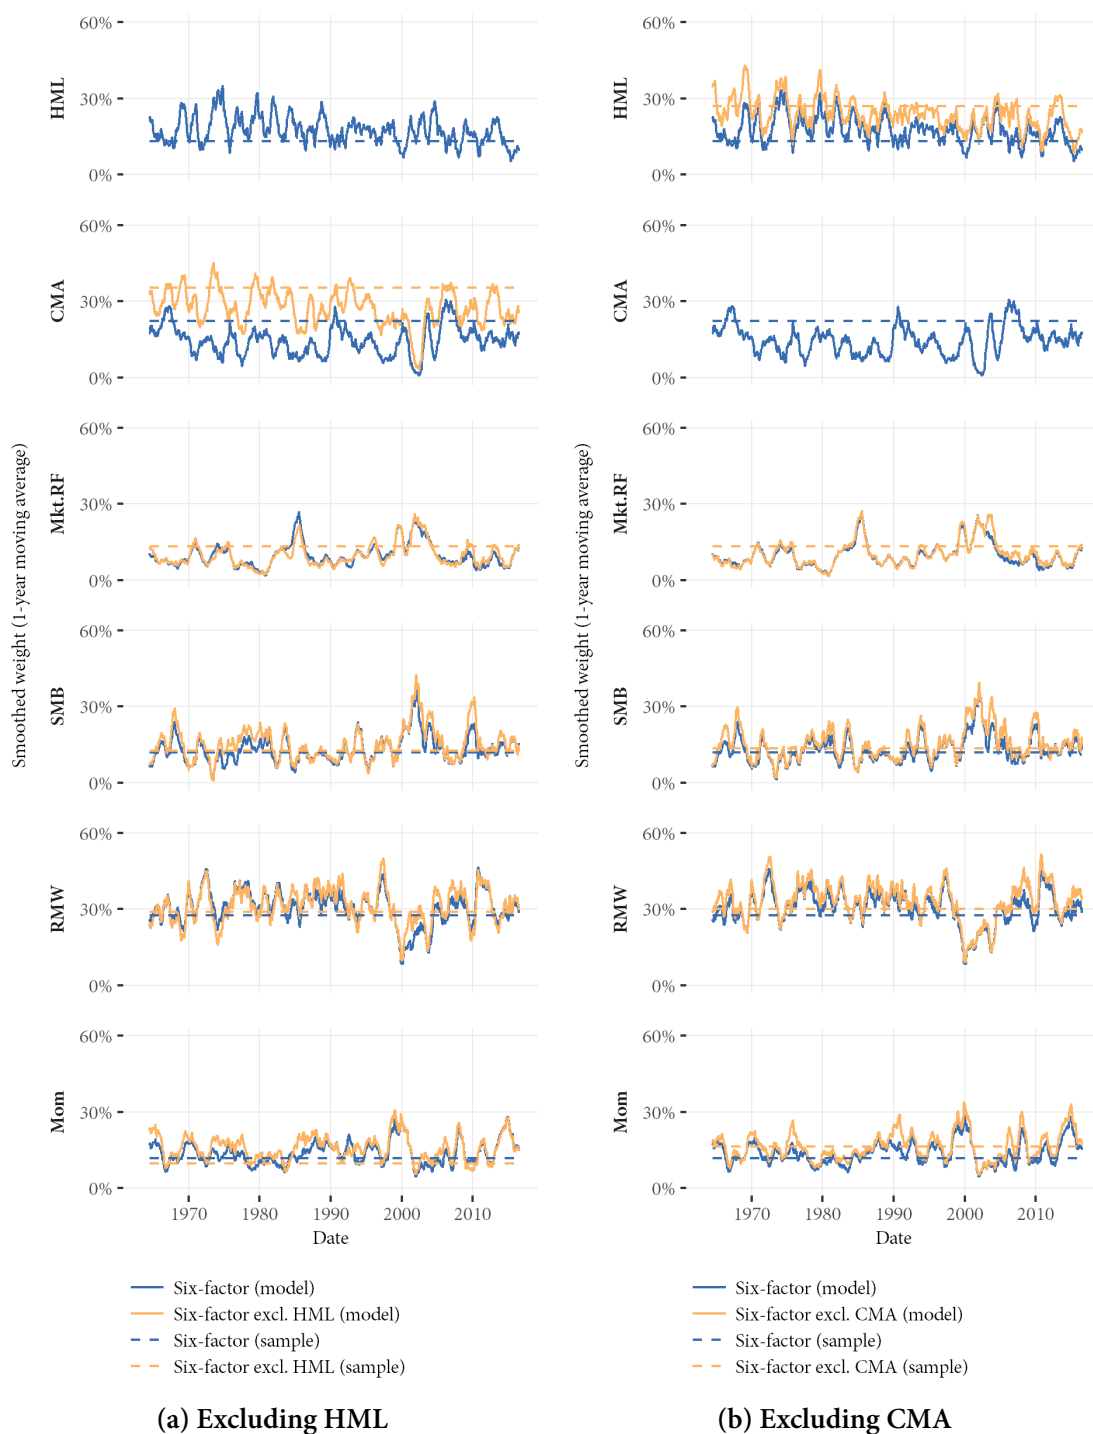 Smoothed weight (1-year moving average)
HML
60%
30%
0%
CMA
60%
30%
0%
Mkt.RF
60%
30%
0%
SMB
60%
30%
0%
RMW
60%
30%
0%
Mom
60%
30%
0%
1970 1980 1990 2000 2010
Date
Six-factor (model)
Six-factor excl. HML (model)
Six-factor (sample)
Six-factor excl. HML (sample)
(a) Excluding HML
Smoothed weight (1-year moving average)
HML
60%
30%
0%
CMA
60%
30%
0%
Mkt.RF
60%
30%
0%
SMB
60%
30%
0%
RMW
60%
30%
0%
Mom
60%
30%
0%
1970 1980 1990 2000 2010
Date
Six-factor (model)
Six-factor excl. CMA (model)
Six-factor (sample)
Six-factor excl. CMA (sample)
(b) Excluding CMA